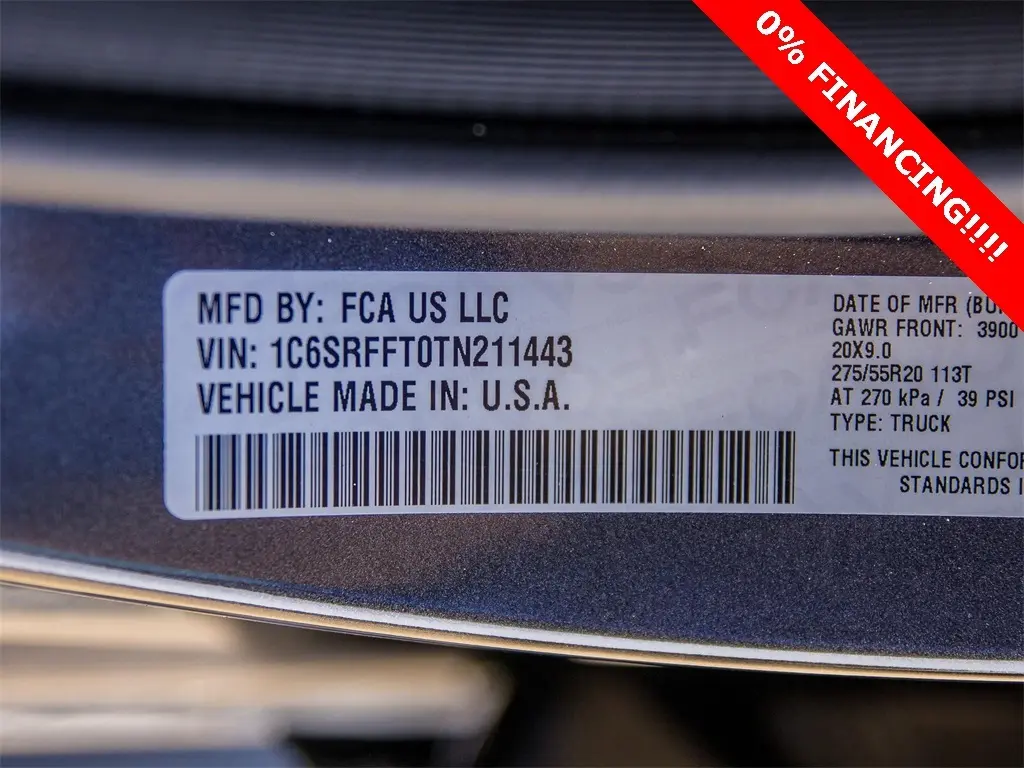 0% FINANCING!!!!
MFD BY: FCA US LLC
VIN: 1C6SRFFT0TN211443
VEHICLE MADE IN: U.S.A.
DATE OF MFR
GAWR FRONT: 3900
20X9.0
275/55R20 113T
AT 270 kPa / 39 PSI
TYPE: TRUCK
THIS VEHICLE
STANDARDS